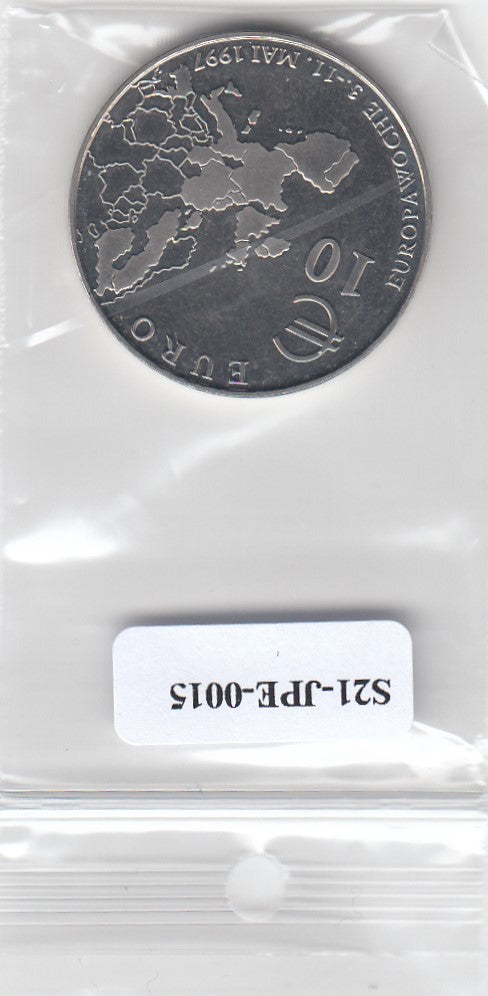 10
EURO
EUROPAWOCHE 3.-11. MAI 1997
S21-JPE-0015